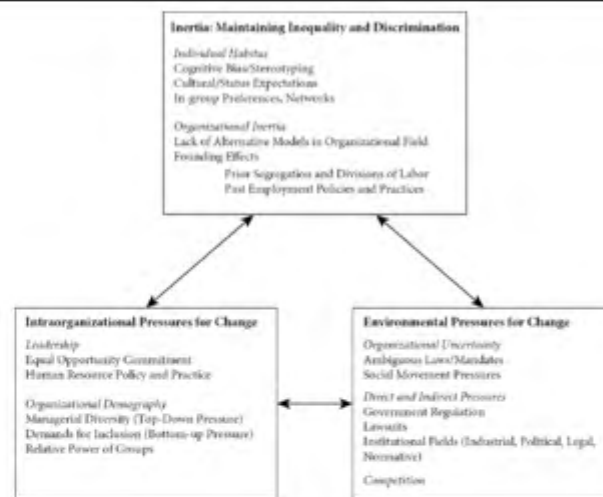 Inertia: Maintaining Inequality and Discrimination
Individual Habitus
Cognitive Bias/Stereotyping
Cultural/Status Expectations
In-group Preferences, Networks
Organizational Inertia
Lack of Alternative Models in Organizational Field
Founding Effects
Prior Segregation and Divisions of Labor
Past Employment Policies and Practices
Intraorganizational Pressures for Change
Leadership
Equal Opportunity Commitment
Human Resource Policy and Practice
Organizational Demography
Managerial Diversity (Top-Down Pressure)
Demands for Inclusion (Bottom-up Pressure)
Relative Power of Groups
Environmental Pressures for Change
Organizational Uncertainty
Ambiguous Laws/Mandates
Social Movement Pressures
Direct and Indirect Pressures
Government Regulation
Lawsuits
Institutional Fields (Industrial, Political, Legal,
Normative)
Competition